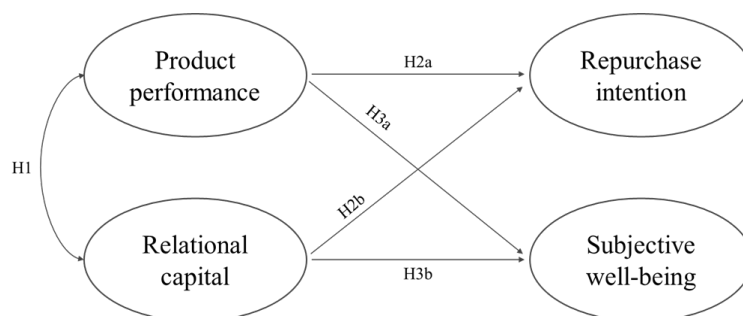 Product
performance
H2a
Repurchase
intention
H3a
H1
H2b
Relational
capital
H3b
Subjective
well-being